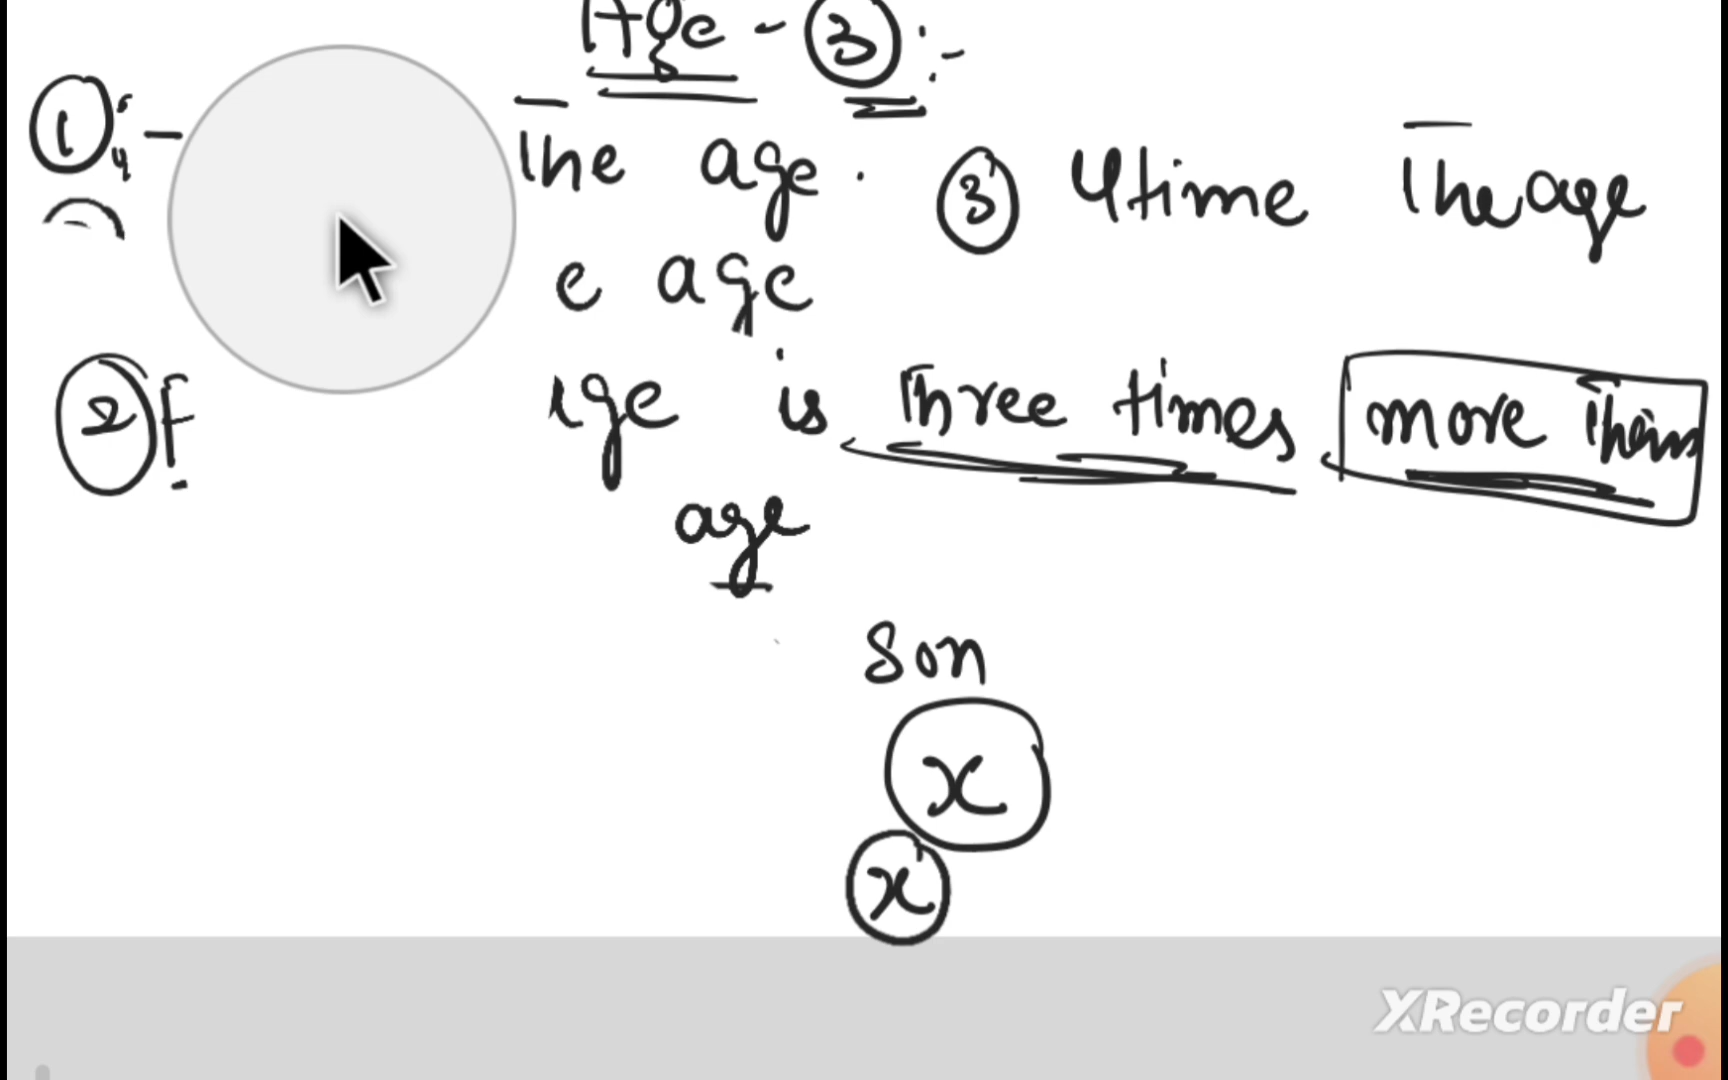 Age - ③ :-
① :- The age. ③ 4time The age
e age
② F ge is Three times more Than
age
Son
x
x
XRecorder